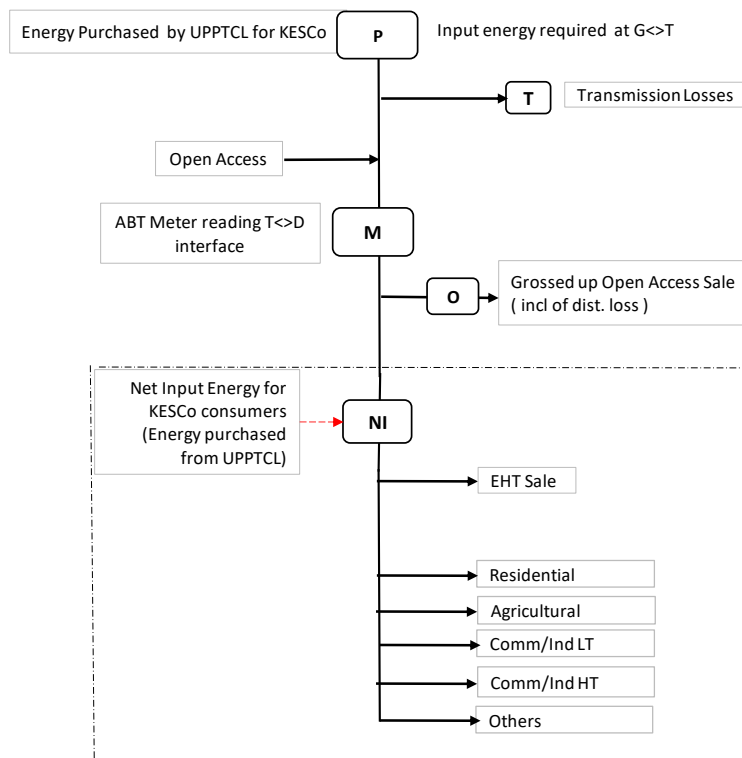 Energy Purchased by UPPTCL for KESCo
P
Input energy required at G<>T
T
Transmission Losses
Open Access
ABT Meter reading T<>D
interface
M
O
Grossed up Open Access Sale
( incl of dist. loss )
Net Input Energy for
KESCo consumers
(Energy purchased
from UPPTCL)
NI
EHT Sale
Residential
Agricultural
Comm/Ind LT
Comm/Ind HT
Others